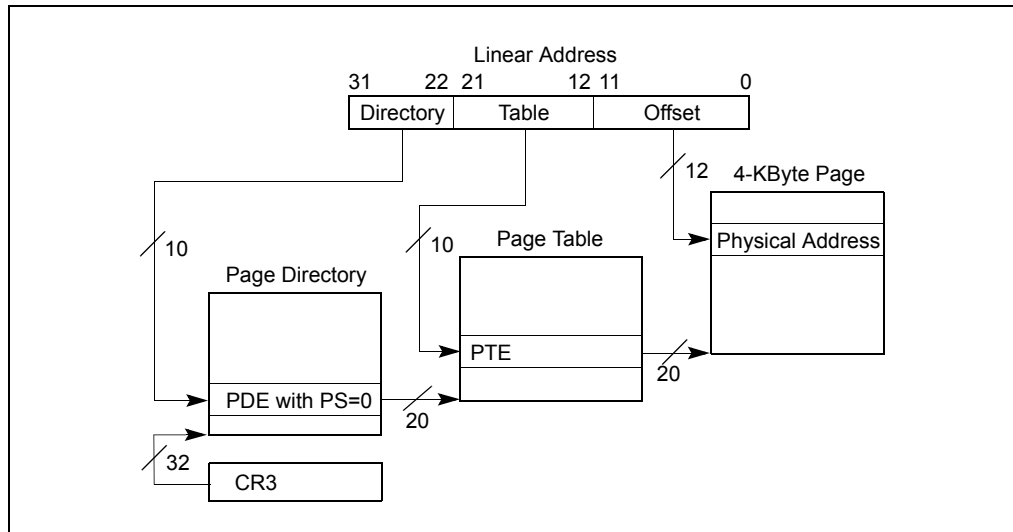 Linear Address
31 22 21 12 11 0
Directory Table Offset
12 4-KByte Page
10 10 Page Table Physical Address
Page Directory
PTE
20
PDE with PS=0
20
32
CR3